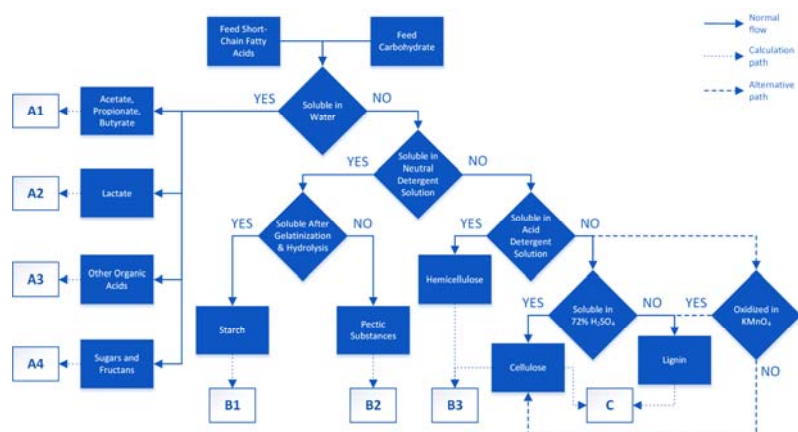 Feed Short-
Chain Fatty
Acids
Feed
Carbohydrate
Normal
flow
Calculation
path
Alternative
path
YES
Soluble in
Water
NO
A1
Acetate,
Propionate,
Butyrate
A2
Lactate
A3
Other Organic
Acids
A4
Sugars and
Fructans
YES
Soluble in
Neutral
Detergent
Solution
NO
YES
Soluble After
Gelatinization
& Hydrolysis
NO
YES
Soluble in
Acid
Detergent
Solution
NO
Starch
Pectic
Substances
Hemicellulose
YES
Soluble in
72% H₂SO₄
NO
YES
Oxidized in
KMnO₄
NO
Cellulose
Lignin
B1
B2
B3
C